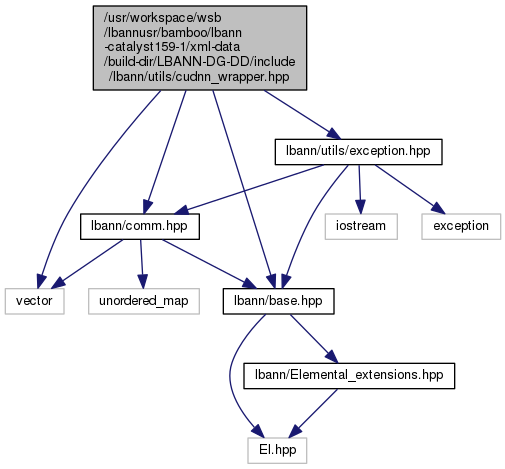 /usr/workspace/wsb
/lbannusr/bamboo/lbann
-catalyst159-1/xml-data
/build-dir/LBANN-DG-DD/include
/lbann/utils/cudnn_wrapper.hpp
lbann/utils/exception.hpp
lbann/comm.hpp
iostream
exception
vector
unordered_map
lbann/base.hpp
lbann/Elemental_extensions.hpp
El.hpp